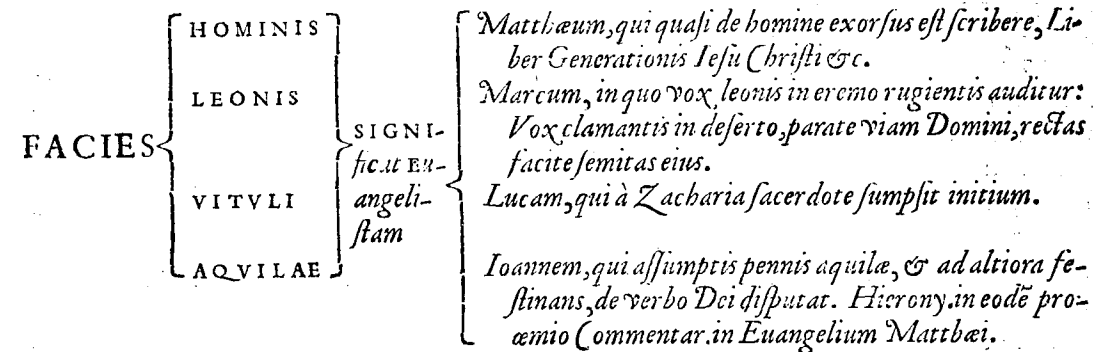 FACIES
HOMINIS
LEONIS
VITVLI
AQVILAE
SIGNI-
ficat Eu-
angeli-
ſtam
Matthæum, qui quaſi de homine exorſus eſt ſcribere, Li-
ber Generationis Ieſu Chriſti &c.
Marcum, in quo vox leonis in eremo rugientis auditur:
Vox clamantis in deſerto, parate viam Domini, rectas
facite ſemitas eius.
Lucam, qui à Zacharia ſacerdote ſumpſit initium.
Ioannem, qui aſſumptis pennis aquilæ, & ad altiora fe-
ſtinans, de verbo Dei diſputat. Hierony. in eodẽ pro-
œmio Commentar. in Euangelium Matthæi.